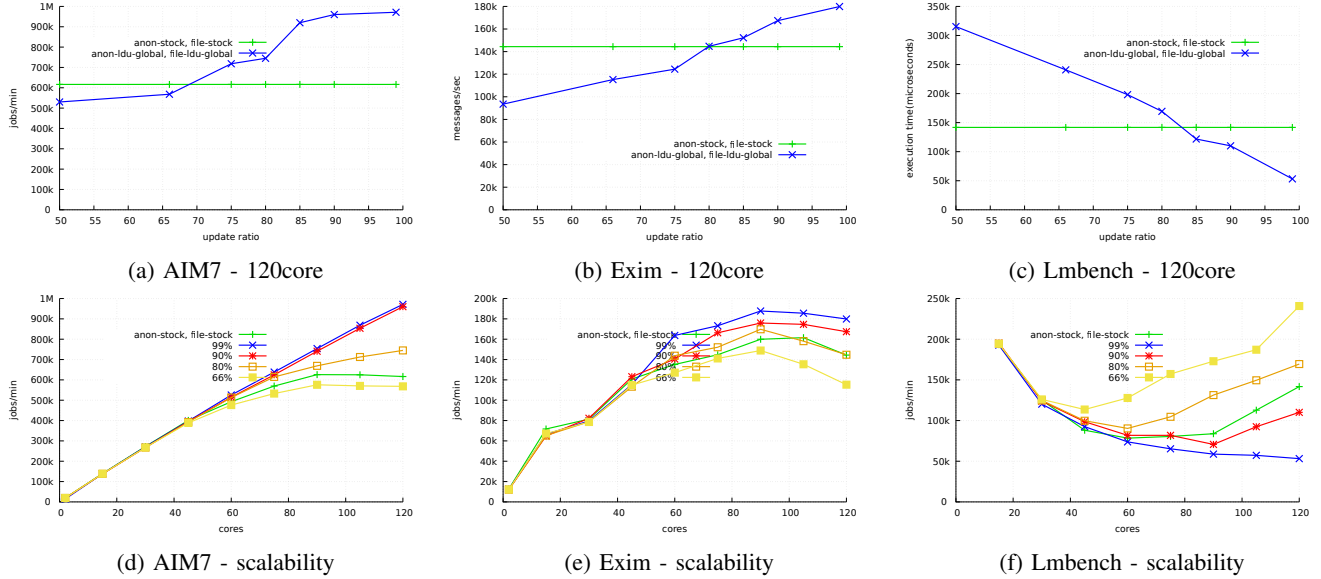 1M
900k
800k
700k
600k
500k
400k
300k
200k
100k
0
50 55 60 65 70 75 80 85 90 95 100
jobs/min
update ratio
anon-stock, file-stock
anon-ldu-global, file-ldu-global
(a) AIM7 - 120core
180k
160k
140k
120k
100k
80k
60k
40k
20k
0
50 55 60 65 70 75 80 85 90 95 100
messages/sec
update ratio
anon-stock, file-stock
anon-ldu-global, file-ldu-global
(b) Exim - 120core
350k
300k
250k
200k
150k
100k
50k
0
50 55 60 65 70 75 80 85 90 95 100
execution time(microseconds)
update ratio
anon-stock, file-stock
anon-ldu-global, file-ldu-global
(c) Lmbench - 120core
1M
900k
800k
700k
600k
500k
400k
300k
200k
100k
0
0 20 40 60 80 100 120
jobs/min
cores
anon-stock, file-stock
99%
90%
80%
66%
(d) AIM7 - scalability
200k
180k
160k
140k
120k
100k
80k
60k
40k
20k
0
0 20 40 60 80 100 120
jobs/min
cores
anon-stock, file-stock
99%
90%
80%
66%
(e) Exim - scalability
250k
200k
150k
100k
50k
0
0 20 40 60 80 100 120
jobs/min
cores
anon-stock, file-stock
99%
90%
80%
66%
(f) Lmbench - scalability